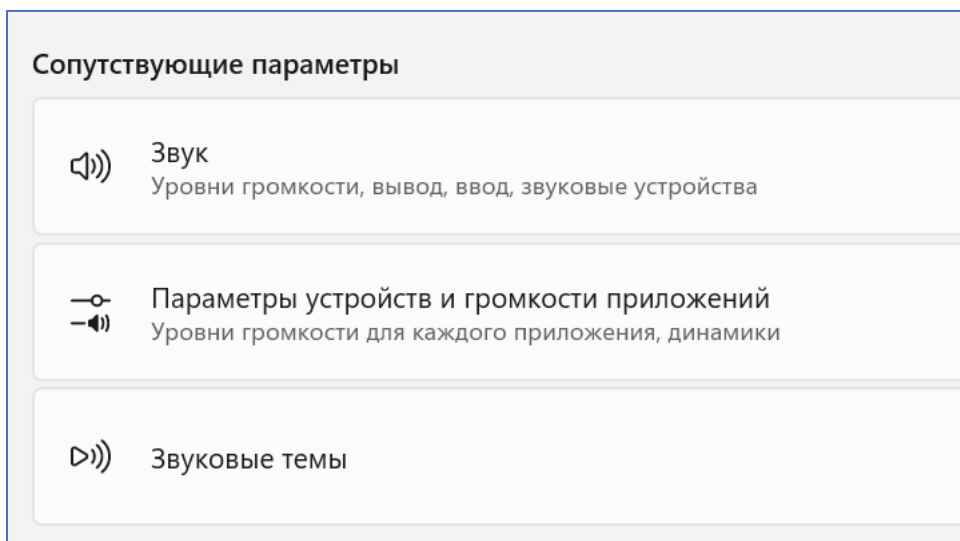 Сопутствующие параметры
Звук
Уровни громкости, вывод, ввод, звуковые устройства
Параметры устройств и громкости приложений
Уровни громкости для каждого приложения, динамики
Звуковые темы